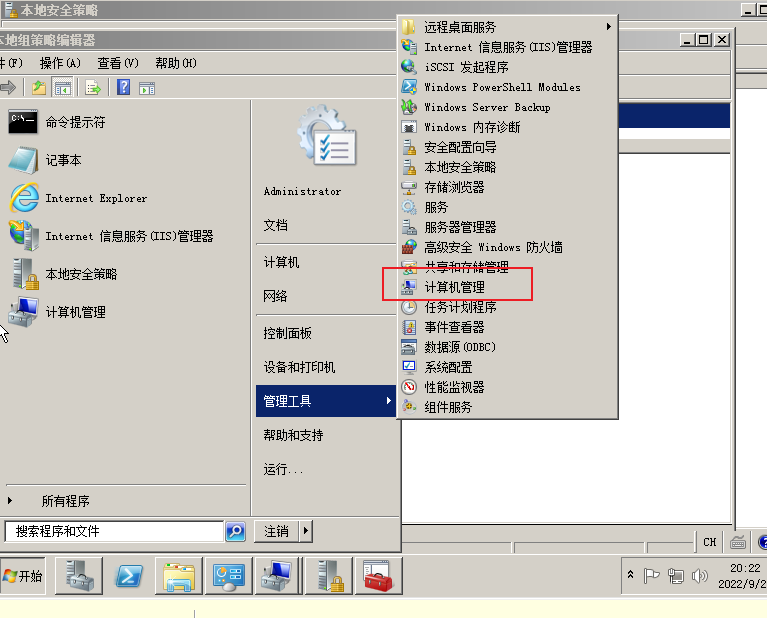 本地安全策略
本地组策略编辑器
(F) 操作(A) 查看(V) 帮助(H)
命令提示符
记事本
Internet Explorer
Internet 信息服务(IIS)管理器
本地安全策略
计算机管理
所有程序
搜索程序和文件
Administrator
文档
计算机
网络
控制面板
设备和打印机
管理工具
帮助和支持
运行...
注销
远程桌面服务
Internet 信息服务(IIS)管理器
iSCSI 发起程序
Windows PowerShell Modules
Windows Server Backup
Windows 内存诊断
安全配置向导
本地安全策略
存储浏览器
服务
服务器管理器
高级安全 Windows 防火墙
共享和存储管理
计算机管理
任务计划程序
事件查看器
数据源(ODBC)
系统配置
性能监视器
组件服务
CH
开始
20:22
2022/9/2